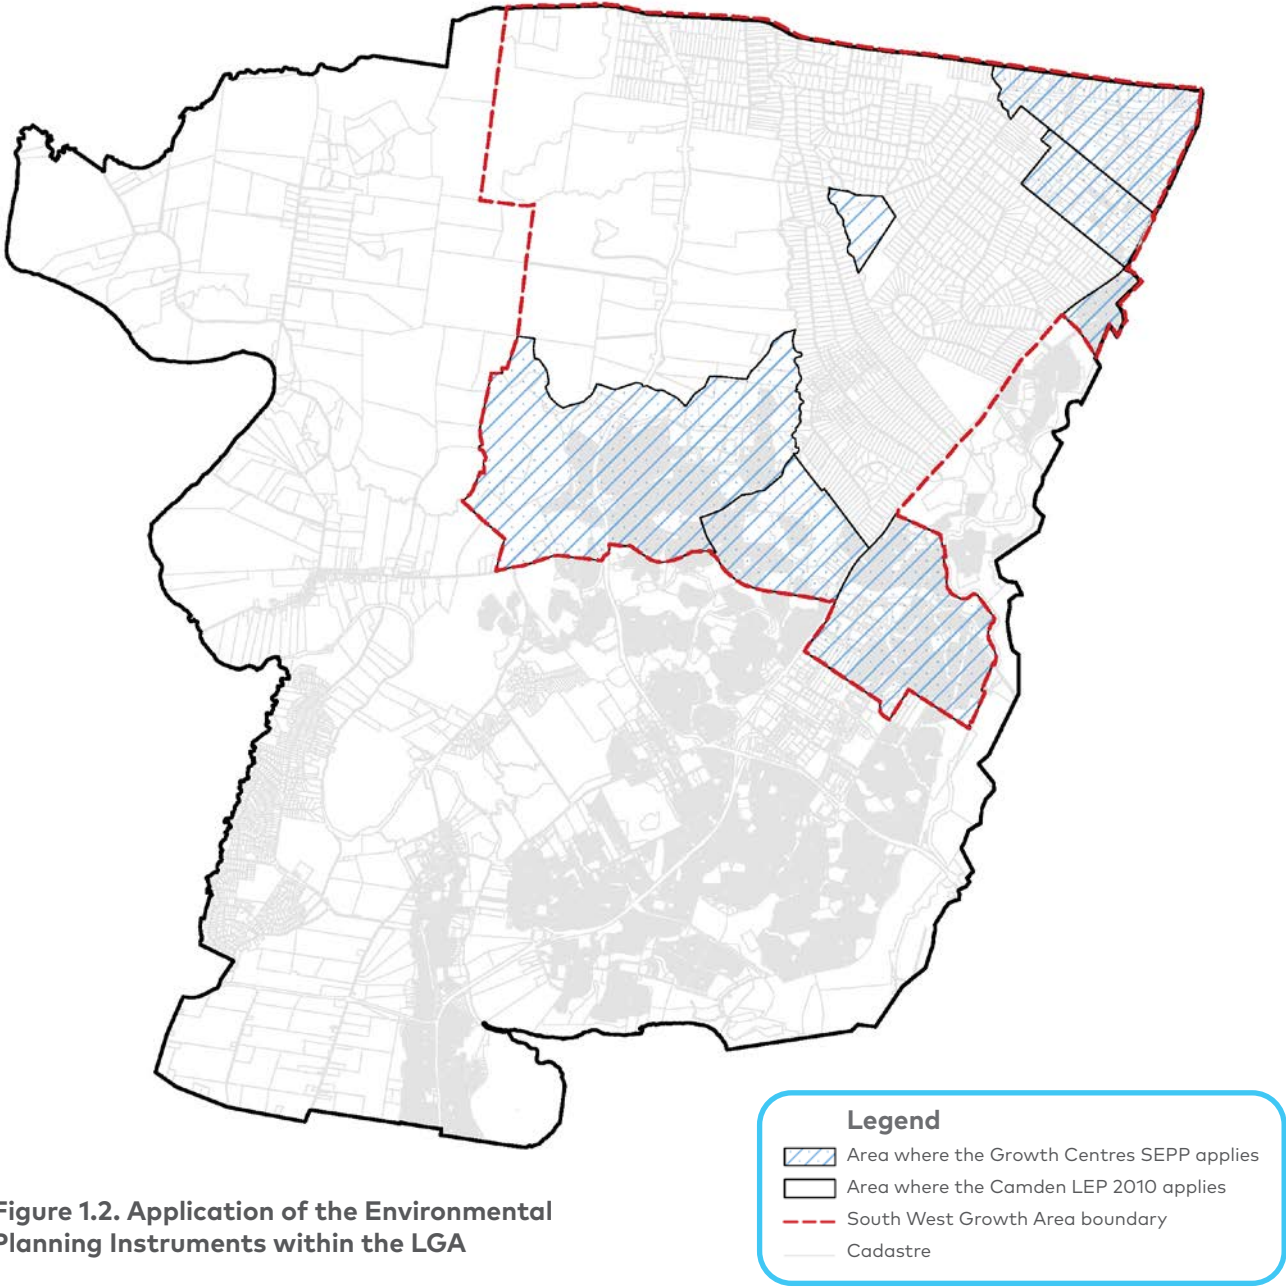 Legend
Area where the Growth Centres SEPP applies
Area where the Camden LEP 2010 applies
South West Growth Area boundary
Cadastre
Figure 1.2. Application of the Environmental
Planning Instruments within the LGA